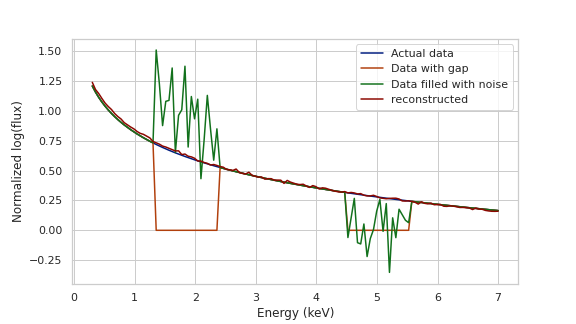 Normalized log(flux)
1.50
1.25
1.00
0.75
0.50
0.25
0.00
−0.25
Actual data
Data with gap
Data filled with noise
reconstructed
0 1 2 3 4 5 6 7
Energy (keV)